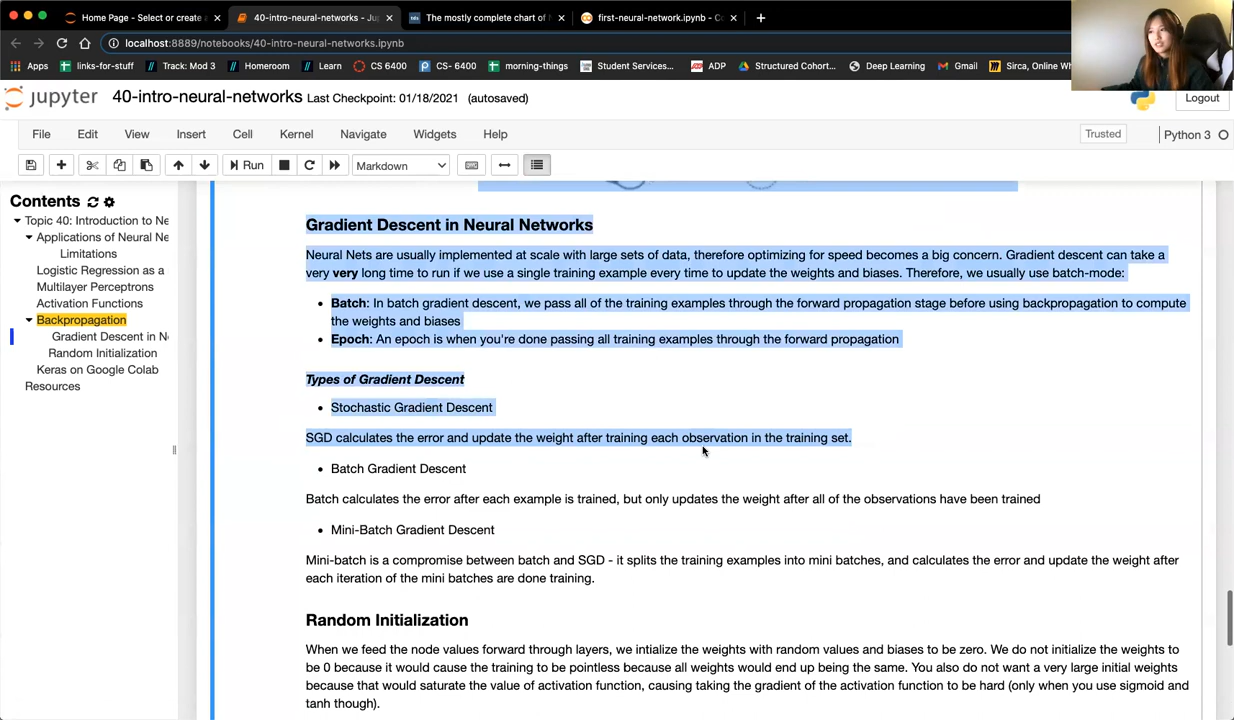 Home Page - Select or create a
40-intro-neural-networks - Jup
The mostly complete chart of N
first-neural-network.ipynb - Co
localhost:8889/notebooks/40-intro-neural-networks.ipynb
Apps links-for-stuff Track: Mod 3 Homeroom Learn CS 6400 CS- 6400 morning-things Student Services... ADP Structured Cohort... Deep Learning Gmail Sirca, Online Wh
jupyter 40-intro-neural-networks Last Checkpoint: 01/18/2021 (autosaved) Logout
File Edit View Insert Cell Kernel Navigate Widgets Help Trusted Python 3
Run Markdown
Contents
Topic 40: Introduction to Ne
Applications of Neural Ne
Limitations
Logistic Regression as a
Multilayer Perceptrons
Activation Functions
Backpropagation
Gradient Descent in N
Random Initialization
Keras on Google Colab
Resources
Gradient Descent in Neural Networks
Neural Nets are usually implemented at scale with large sets of data, therefore optimizing for speed becomes a big concern. Gradient descent can take a
very very long time to run if we use a single training example every time to update the weights and biases. Therefore, we usually use batch-mode:
• Batch: In batch gradient descent, we pass all of the training examples through the forward propagation stage before using backpropagation to compute
the weights and biases
• Epoch: An epoch is when you're done passing all training examples through the forward propagation
Types of Gradient Descent
• Stochastic Gradient Descent
SGD calculates the error and update the weight after training each observation in the training set.
• Batch Gradient Descent
Batch calculates the error after each example is trained, but only updates the weight after all of the observations have been trained
• Mini-Batch Gradient Descent
Mini-batch is a compromise between batch and SGD - it splits the training examples into mini batches, and calculates the error and update the weight after
each iteration of the mini batches are done training.
Random Initialization
When we feed the node values forward through layers, we intialize the weights with random values and biases to be zero. We do not initialize the weights to
be 0 because it would cause the training to be pointless because all weights would end up being the same. You also do not want a very large initial weights
because that would saturate the value of activation function, causing taking the gradient of the activation function to be hard (only when you use sigmoid and
tanh though).